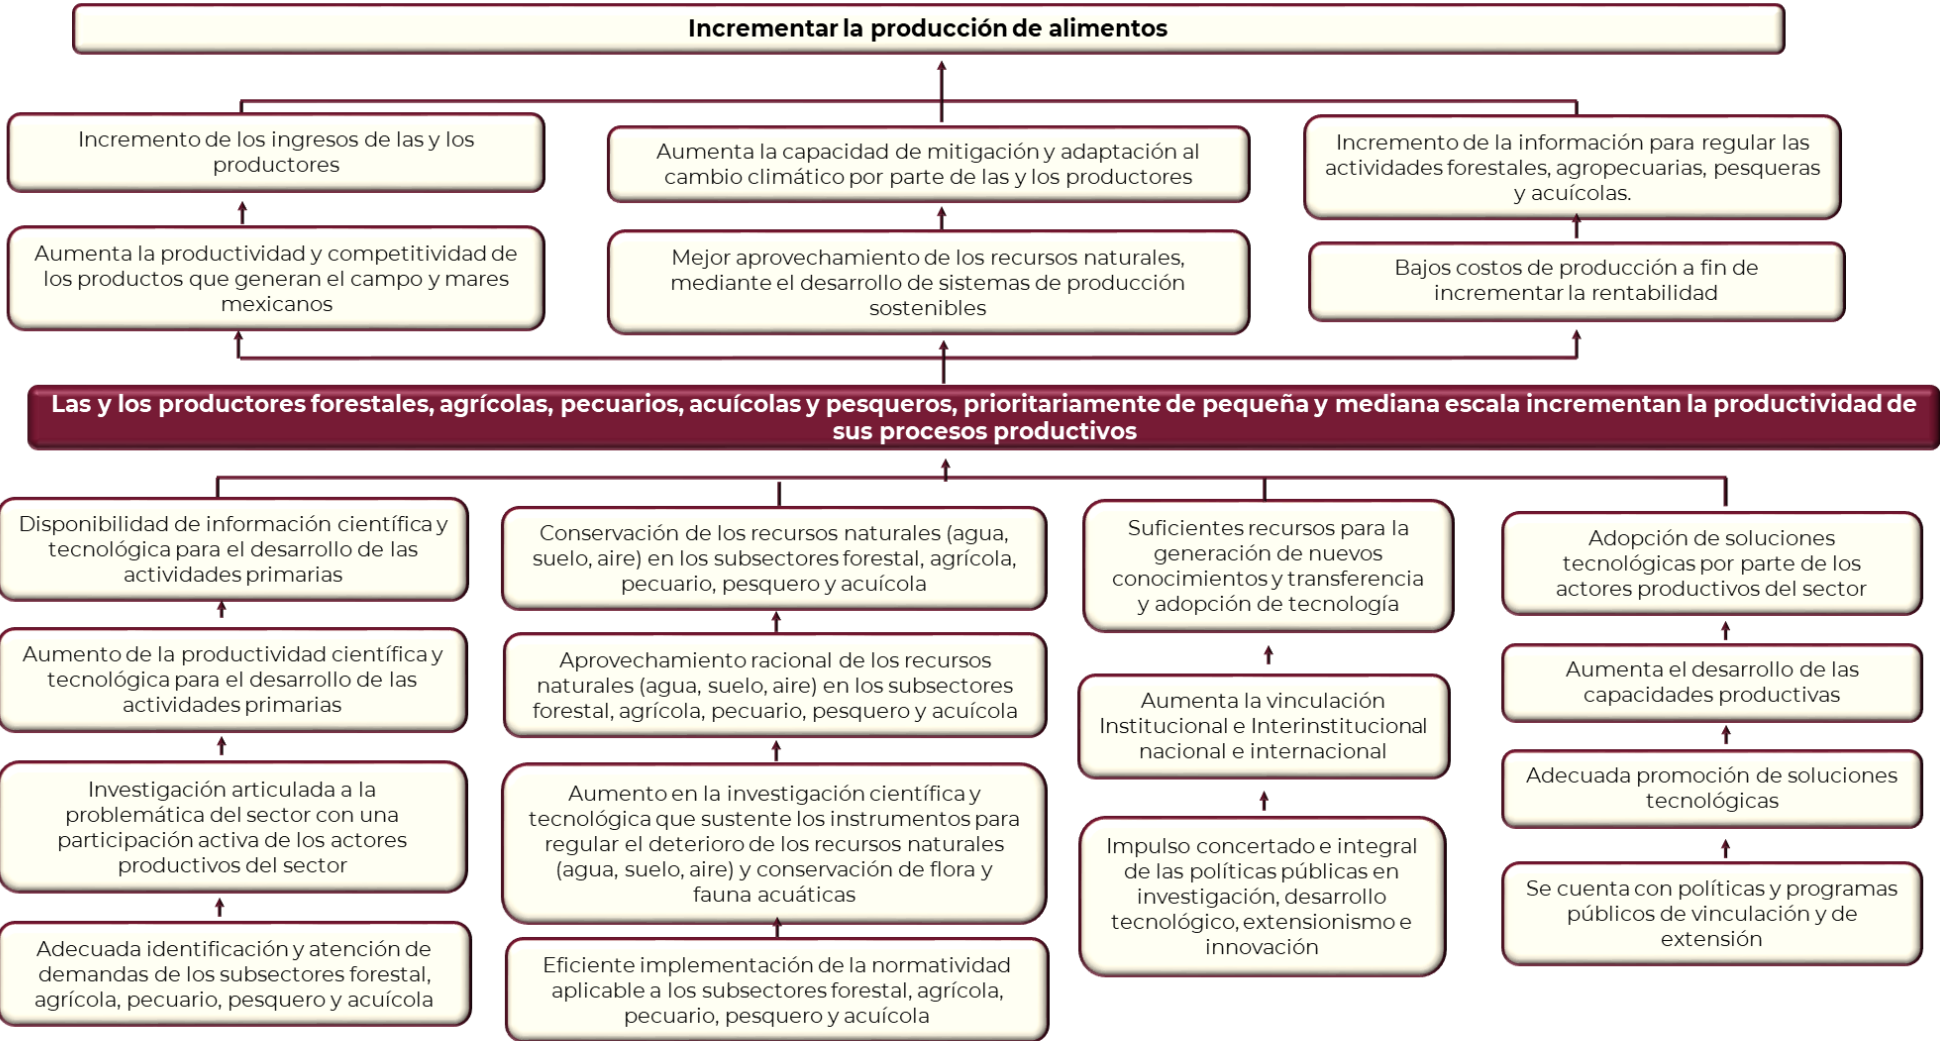 Incrementar la producción de alimentos
Incremento de los ingresos de las y los
productores
Aumenta la capacidad de mitigación y adaptación al
cambio climático por parte de las y los productores
Incremento de la información para regular las
actividades forestales, agropecuarias, pesqueras
y acuícolas.
Aumenta la productividad y competitividad de
los productos que generan el campo y mares
mexicanos
Mejor aprovechamiento de los recursos naturales,
mediante el desarrollo de sistemas de producción
sostenibles
Bajos costos de producción a fin de
incrementar la rentabilidad
Las y los productores forestales, agrícolas, pecuarios, acuícolas y pesqueros, prioritariamente de pequeña y mediana escala incrementan la productividad de
sus procesos productivos
Disponibilidad de información científica y
tecnológica para el desarrollo de las
actividades primarias
Conservación de los recursos naturales (agua,
suelo, aire) en los subsectores forestal, agrícola,
pecuario, pesquero y acuícola
Suficientes recursos para la
generación de nuevos
conocimientos y transferencia
y adopción de tecnología
Adopción de soluciones
tecnológicas por parte de los
actores productivos del sector
Aumento de la productividad científica y
tecnológica para el desarrollo de las
actividades primarias
Aprovechamiento racional de los recursos
naturales (agua, suelo, aire) en los subsectores
forestal, agrícola, pecuario, pesquero y acuícola
Aumenta la vinculación
Institucional e Interinstitucional
nacional e internacional
Aumenta el desarrollo de las
capacidades productivas
Investigación articulada a la
problemática del sector con una
participación activa de los actores
productivos del sector
Aumento en la investigación científica y
tecnológica que sustente los instrumentos para
regular el deterioro de los recursos naturales
(agua, suelo, aire) y conservación de flora y
fauna acuáticas
Impulso concertado e integral
de las políticas públicas en
investigación, desarrollo
tecnológico, extensionismo e
innovación
Adecuada promoción de soluciones
tecnológicas
Adecuada identificación y atención de
demandas de los subsectores forestal,
agrícola, pecuario, pesquero y acuícola
Eficiente implementación de la normatividad
aplicable a los subsectores forestal, agrícola,
pecuario, pesquero y acuícola
Se cuenta con políticas y programas
públicos de vinculación y de
extensión